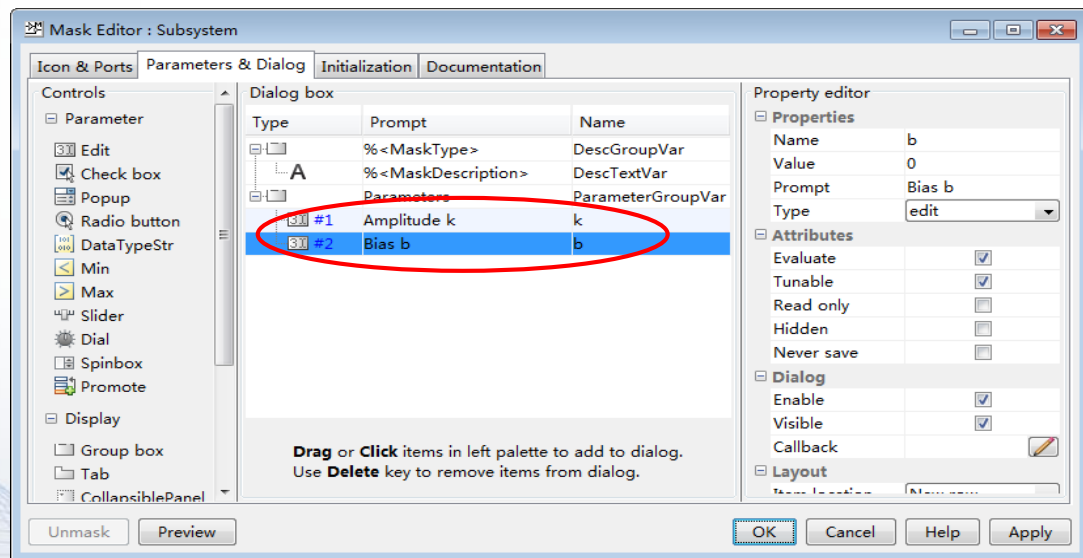 Mask Editor : Subsystem
Icon & Ports Parameters & Dialog Initialization Documentation
Controls
Parameter
Edit
Check box
Popup
Radio button
DataTypeStr
Min
Max
Slider
Dial
Spinbox
Promote
Display
Group box
Tab
CollapsiblePanel
Dialog box
Type Prompt Name
%<MaskType> DescGroupVar
A %<MaskDescription> DescTextVar
Parameters ParameterGroupVar
#1 Amplitude k k
#2 Bias b b
Drag or Click items in left palette to add to dialog.
Use Delete key to remove items from dialog.
Property editor
Properties
Name b
Value 0
Prompt Bias b
Type edit
Attributes
Evaluate
Tunable
Read only
Hidden
Never save
Dialog
Enable
Visible
Callback
Layout
Item location New row
Unmask Preview OK Cancel Help Apply